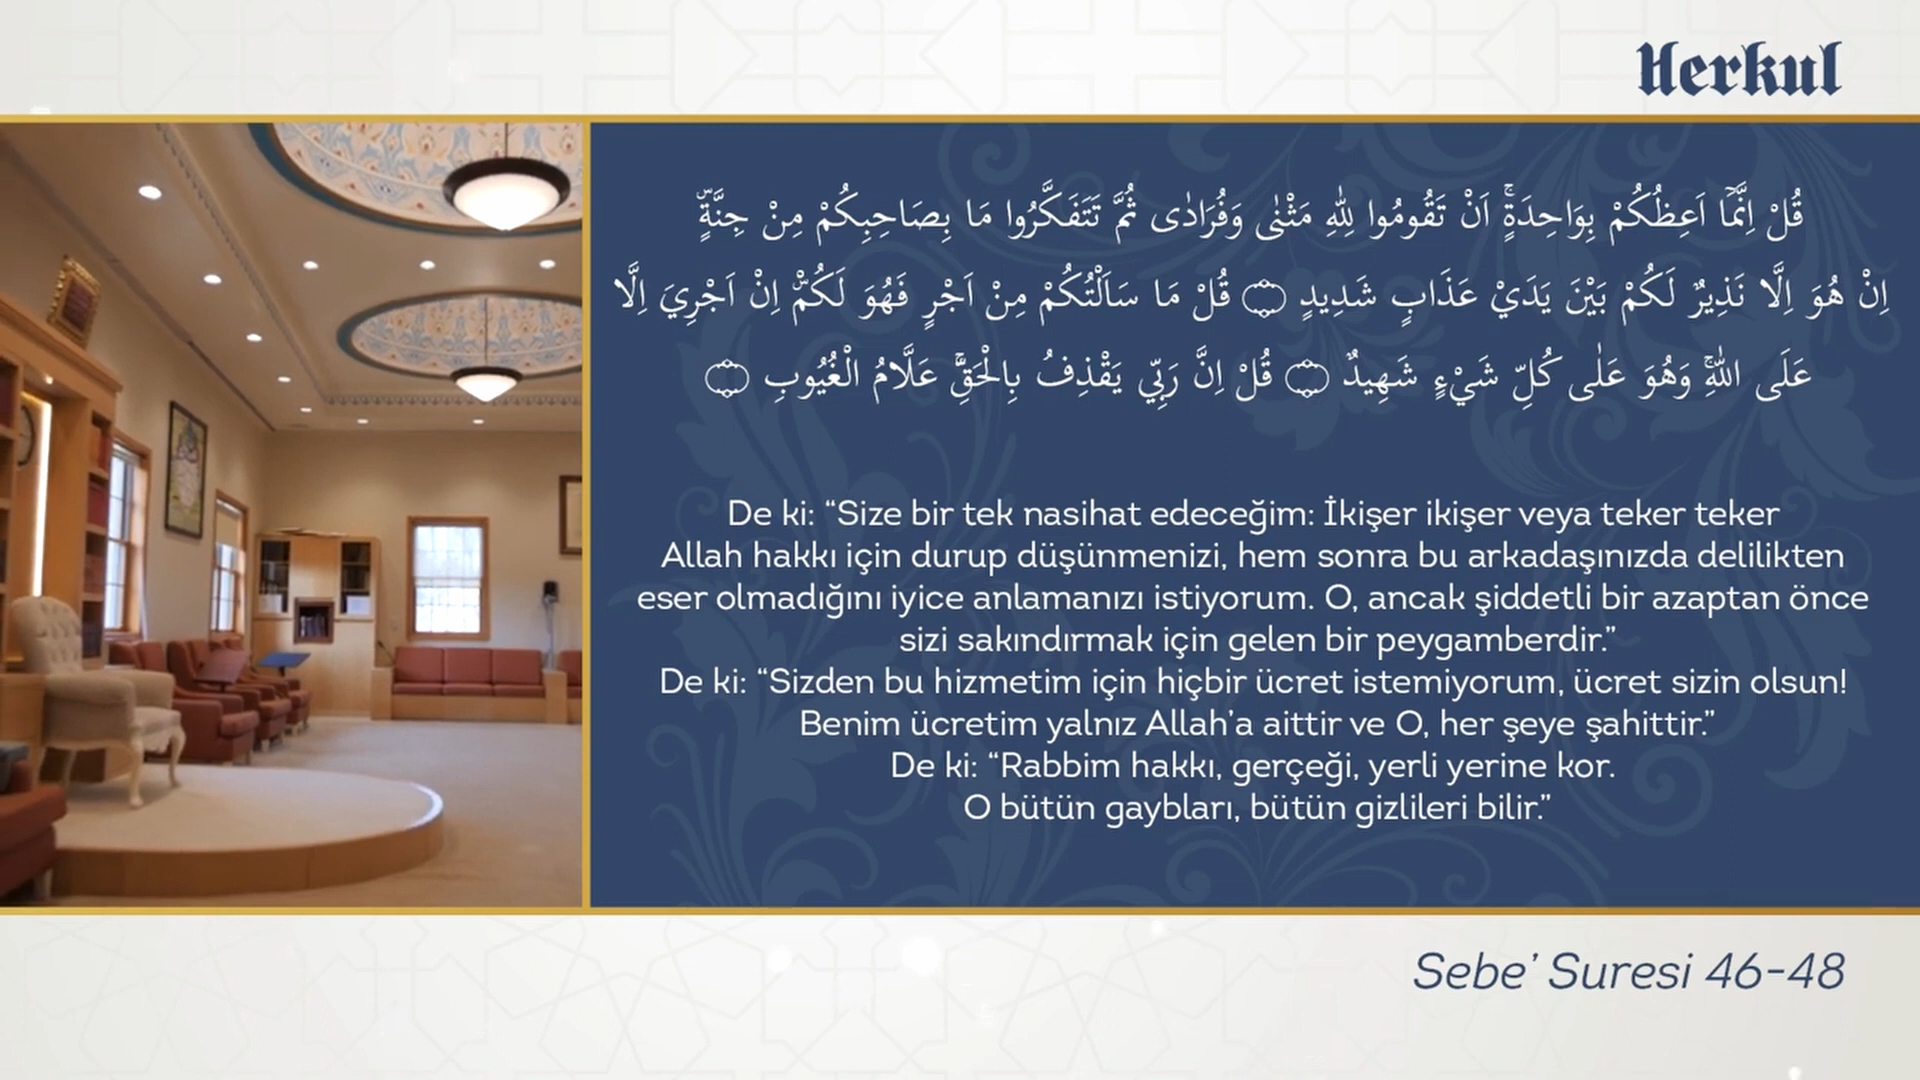 Herkul
قُلْ اِنَّمَٓا اَعِظُكُمْ بِوَاحِدَةٍۚ اَنْ تَقُومُوا لِلّٰهِ مَثْنٰى وَفُرَادٰى ثُمَّ تَتَفَكَّرُوا مَا بِصَاحِبِكُمْ مِنْ جِنَّةٍۜ
اِنْ هُوَ اِلَّا نَذِيرٌ لَكُمْ بَيْنَ يَدَيْ عَذَابٍ شَدِيدٍ ۝ قُلْ مَا سَاَلْتُكُمْ مِنْ اَجْرٍ فَهُوَ لَكُمْۜ اِنْ اَجْرِيَ اِلَّا
عَلَى اللّٰهِۚ وَهُوَ عَلٰى كُلِّ شَيْءٍ شَهِيدٌ ۝ قُلْ اِنَّ رَبِّي يَقْذِفُ بِالْحَقِّۚ عَلَّامُ الْغُيُوبِ ۝
De ki: “Size bir tek nasihat edeceğim: İkişer ikişer veya teker teker
Allah hakkı için durup düşünmenizi, hem sonra bu arkadaşınızda delilikten
eser olmadığını iyice anlamanızı istiyorum. O, ancak şiddetli bir azaptan önce
sizi sakındırmak için gelen bir peygamberdir.”
De ki: “Sizden bu hizmetim için hiçbir ücret istemiyorum, ücret sizin olsun!
Benim ücretim yalnız Allah’a aittir ve O, her şeye şahittir.”
De ki: “Rabbim hakkı, gerçeği, yerli yerine kor.
O bütün gaybları, bütün gizlileri bilir.”
Sebe’ Suresi 46-48